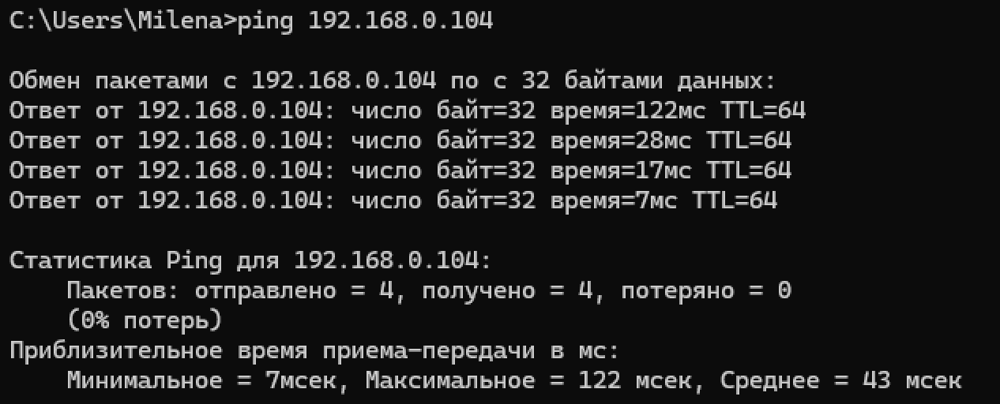 C:\Users\Milena>ping 192.168.0.104
Обмен пакетами с 192.168.0.104 по с 32 байтами данных:
Ответ от 192.168.0.104: число байт=32 время=122мс TTL=64
Ответ от 192.168.0.104: число байт=32 время=28мс TTL=64
Ответ от 192.168.0.104: число байт=32 время=17мс TTL=64
Ответ от 192.168.0.104: число байт=32 время=7мс TTL=64
Статистика Ping для 192.168.0.104:
Пакетов: отправлено = 4, получено = 4, потеряно = 0
(0% потерь)
Приблизительное время приема-передачи в мс:
Минимальное = 7мсек, Максимальное = 122 мсек, Среднее = 43 мсек